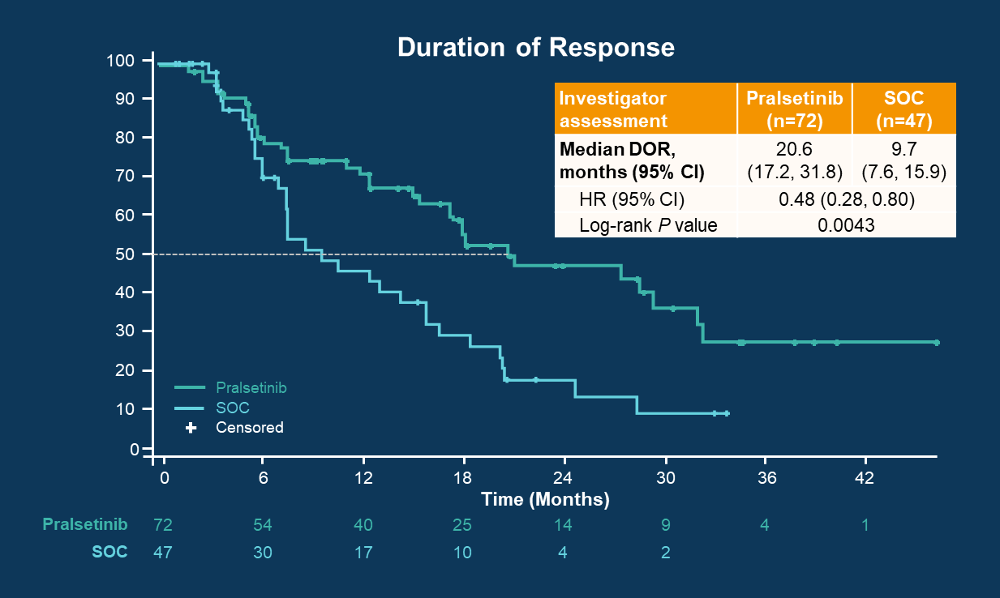 Duration of Response
Investigator assessment Pralsetinib (n=72) SOC (n=47)
Median DOR, months (95% CI) 20.6 (17.2, 31.8) 9.7 (7.6, 15.9)
HR (95% CI) 0.48 (0.28, 0.80)
Log-rank P value 0.0043
100
90
80
70
60
50
40
30
20
10
0
Pralsetinib
SOC
Censored
0 6 12 18 24 30 36 42
Time (Months)
Pralsetinib 72 54 40 25 14 9 4 1
SOC 47 30 17 10 4 2